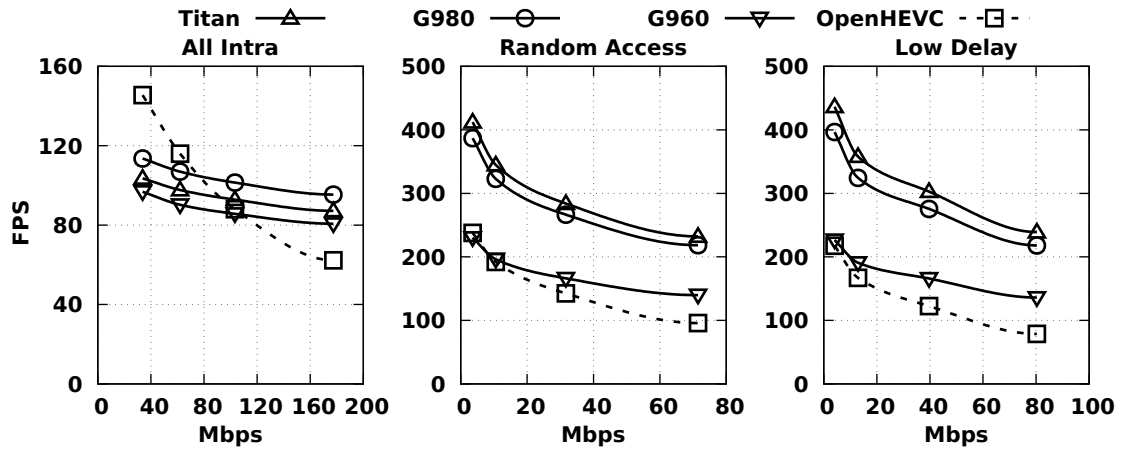 Titan G980 G960 OpenHEVC
All Intra Random Access Low Delay
FPS
160
120
80
40
0
0 40 80 120 160 200
Mbps
500
400
300
200
100
0
0 20 40 60 80
Mbps
500
400
300
200
100
0
0 20 40 60 80 100
Mbps